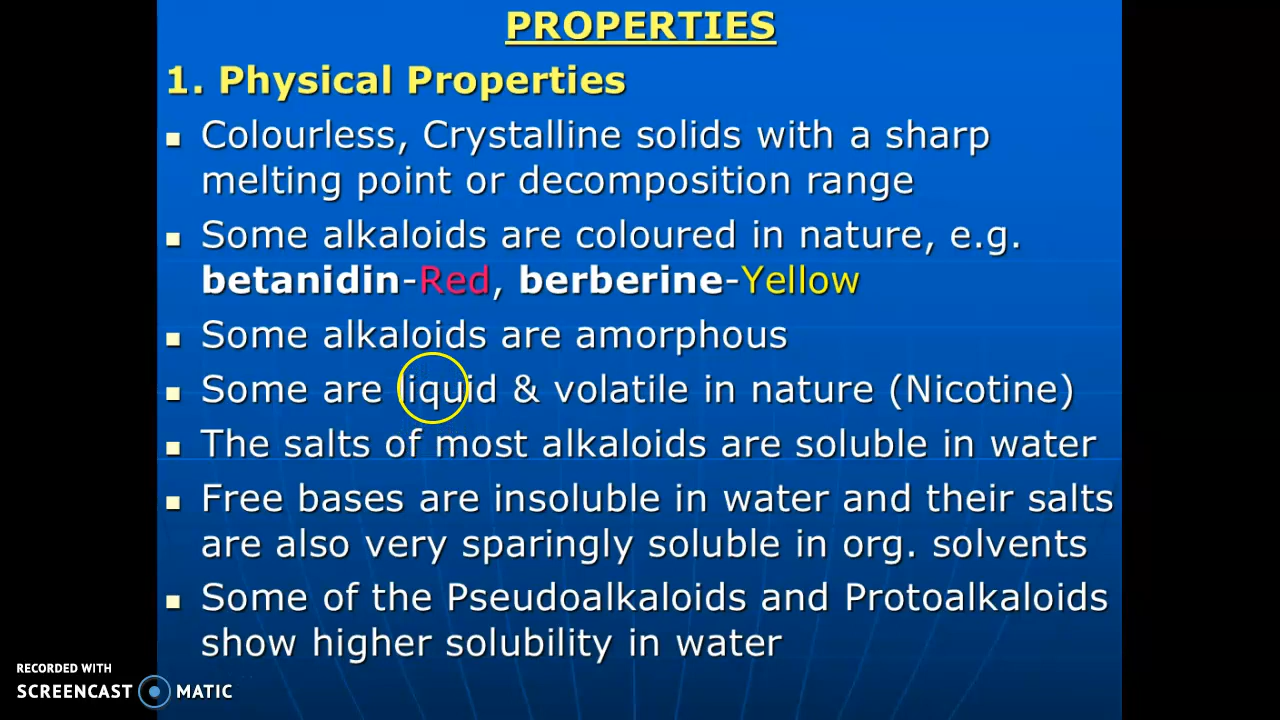 PROPERTIES
1. Physical Properties
Colourless, Crystalline solids with a sharp
melting point or decomposition range
Some alkaloids are coloured in nature, e.g.
betanidin-Red, berberine-Yellow
Some alkaloids are amorphous
Some are liquid & volatile in nature (Nicotine)
The salts of most alkaloids are soluble in water
Free bases are insoluble in water and their salts
are also very sparingly soluble in org. solvents
Some of the Pseudoalkaloids and Protoalkaloids
show higher solubility in water
RECORDED WITH
SCREENCAST MATIC